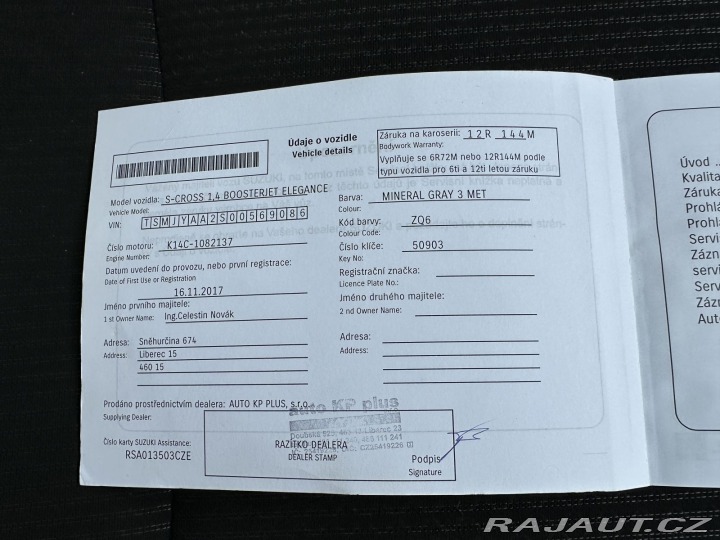 Údaje o vozidle
Vehicle details
Záruka na karoserii: 12R 144M
Bodywork Warranty:
Vyplňuje se 6R72M nebo 12R144M podle
typu vozidla pro 6ti a 12ti letou záruku
Model vozidla: S-CROSS 1,4 BOOSTERJET ELEGANCE
Vehicle Model:
VIN: TSMJYAA2S00569086
Číslo motoru: K14C-1082137
Engine Number:
Datum uvedení do provozu, nebo první registrace:
Date of First Use or Registration
16.11.2017
Jméno prvního majitele:
1 st Owner Name: Ing.Celestin Novák
Adresa: Sněhurčina 674
Address: Liberec 15
460 15
Barva: MINERAL GRAY 3 MET
Colour:
Kód barvy: ZQ6
Colour Code:
Číslo klíče: 50903
Key No:
Registrační značka:
Licence Plate No.:
Jméno druhého majitele:
2 nd Owner Name:
Adresa:
Address:
Prodáno prostřednictvím dealera: AUTO KP PLUS, s.r.o.
Supplying Dealer:
auto KP plus
Číslo karty SUZUKI Assistance:
RSA013503CZE
RAZÍTKO DEALERA
DEALER STAMP
Podpis
Signature
Úvod ..
Kvalita
Záruka
Prohlá
Prohl
Servi
Zázn
servi
Serv
Záz
Auto
RAJAUT.CZ